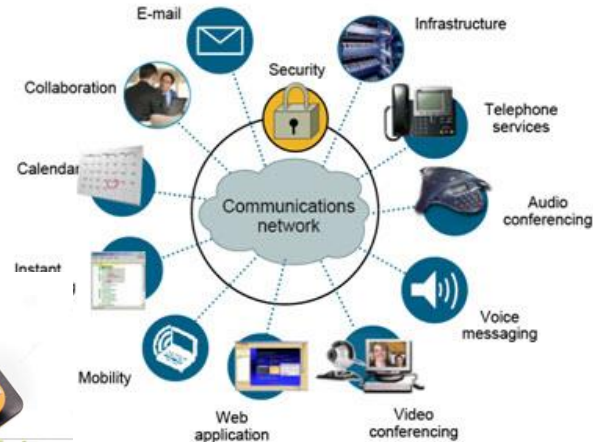 E-mail
Infrastructure
Security
Collaboration
Telephone
services
Calendar
Communications
network
Audio
conferencing
Instant
Voice
messaging
Mobility
Web
application
Video
conferencing